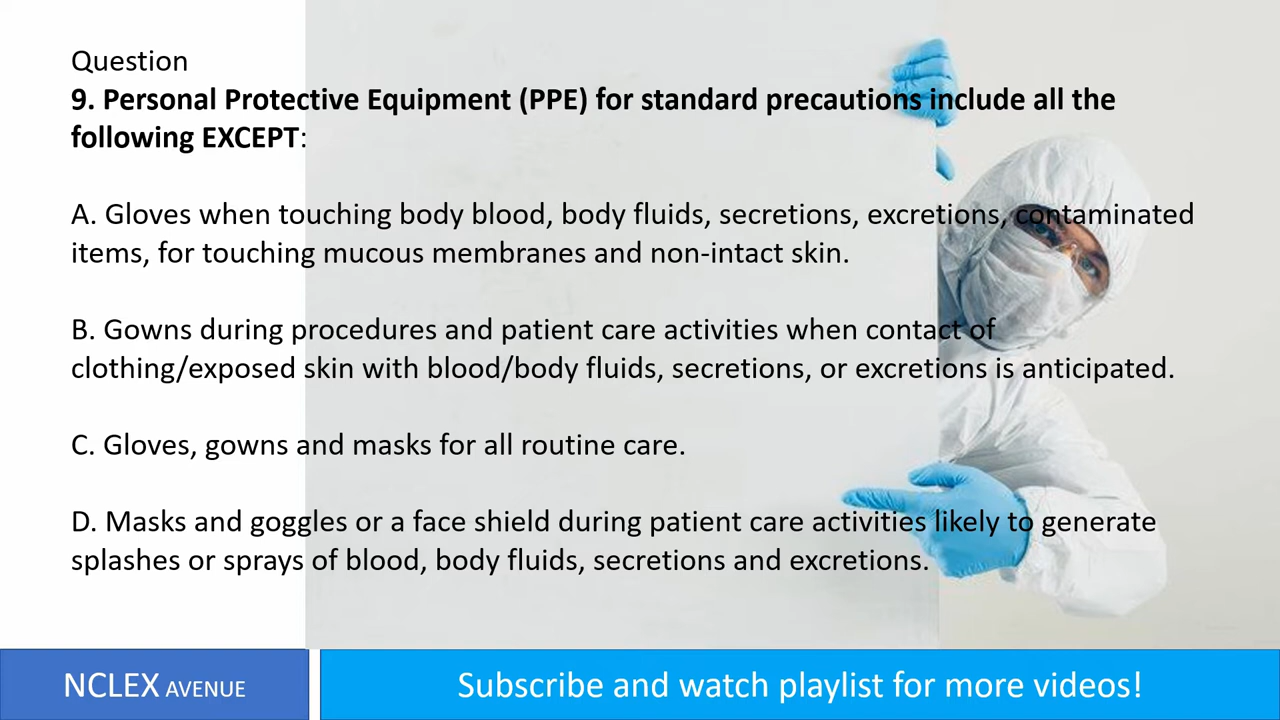 Question
9. Personal Protective Equipment (PPE) for standard precautions include all the
following EXCEPT:
A. Gloves when touching body blood, body fluids, secretions, excretions, contaminated
items, for touching mucous membranes and non-intact skin.
B. Gowns during procedures and patient care activities when contact of
clothing/exposed skin with blood/body fluids, secretions, or excretions is anticipated.
C. Gloves, gowns and masks for all routine care.
D. Masks and goggles or a face shield during patient care activities likely to generate
splashes or sprays of blood, body fluids, secretions and excretions.
NCLEX AVENUE
Subscribe and watch playlist for more videos!